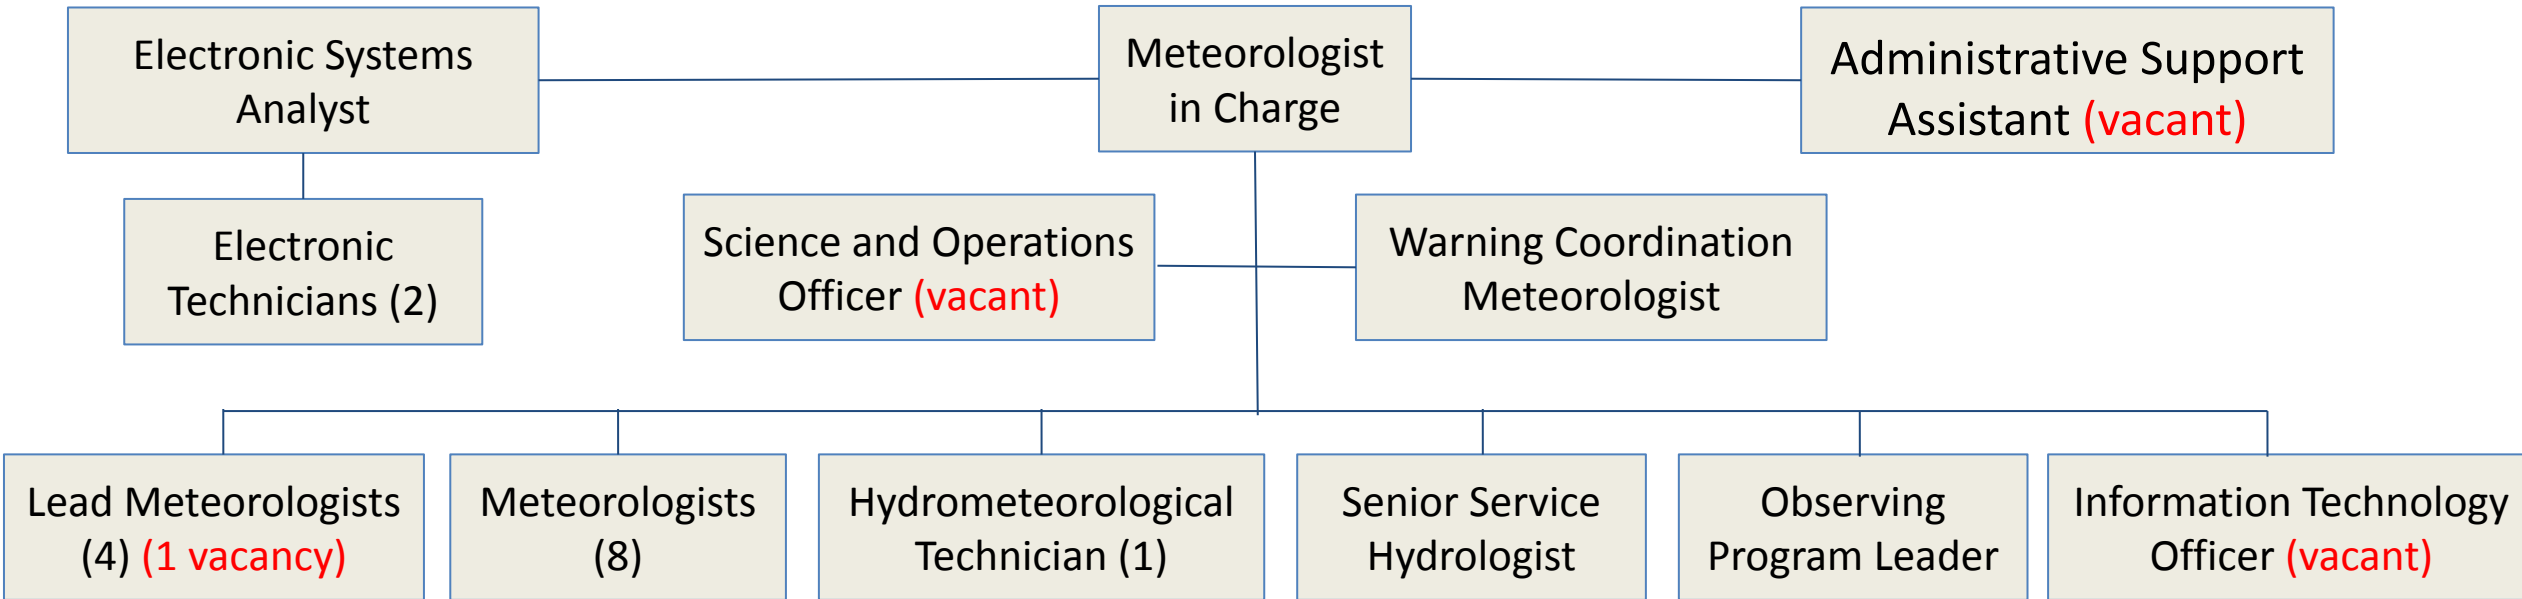 Electronic Systems
Analyst
Meteorologist
in Charge
Administrative Support
Assistant (vacant)
Electronic
Technicians (2)
Science and Operations
Officer (vacant)
Warning Coordination
Meteorologist
Lead Meteorologists
(4) (1 vacancy)
Meteorologists
(8)
Hydrometeorological
Technician (1)
Senior Service
Hydrologist
Observing
Program Leader
Information Technology
Officer (vacant)